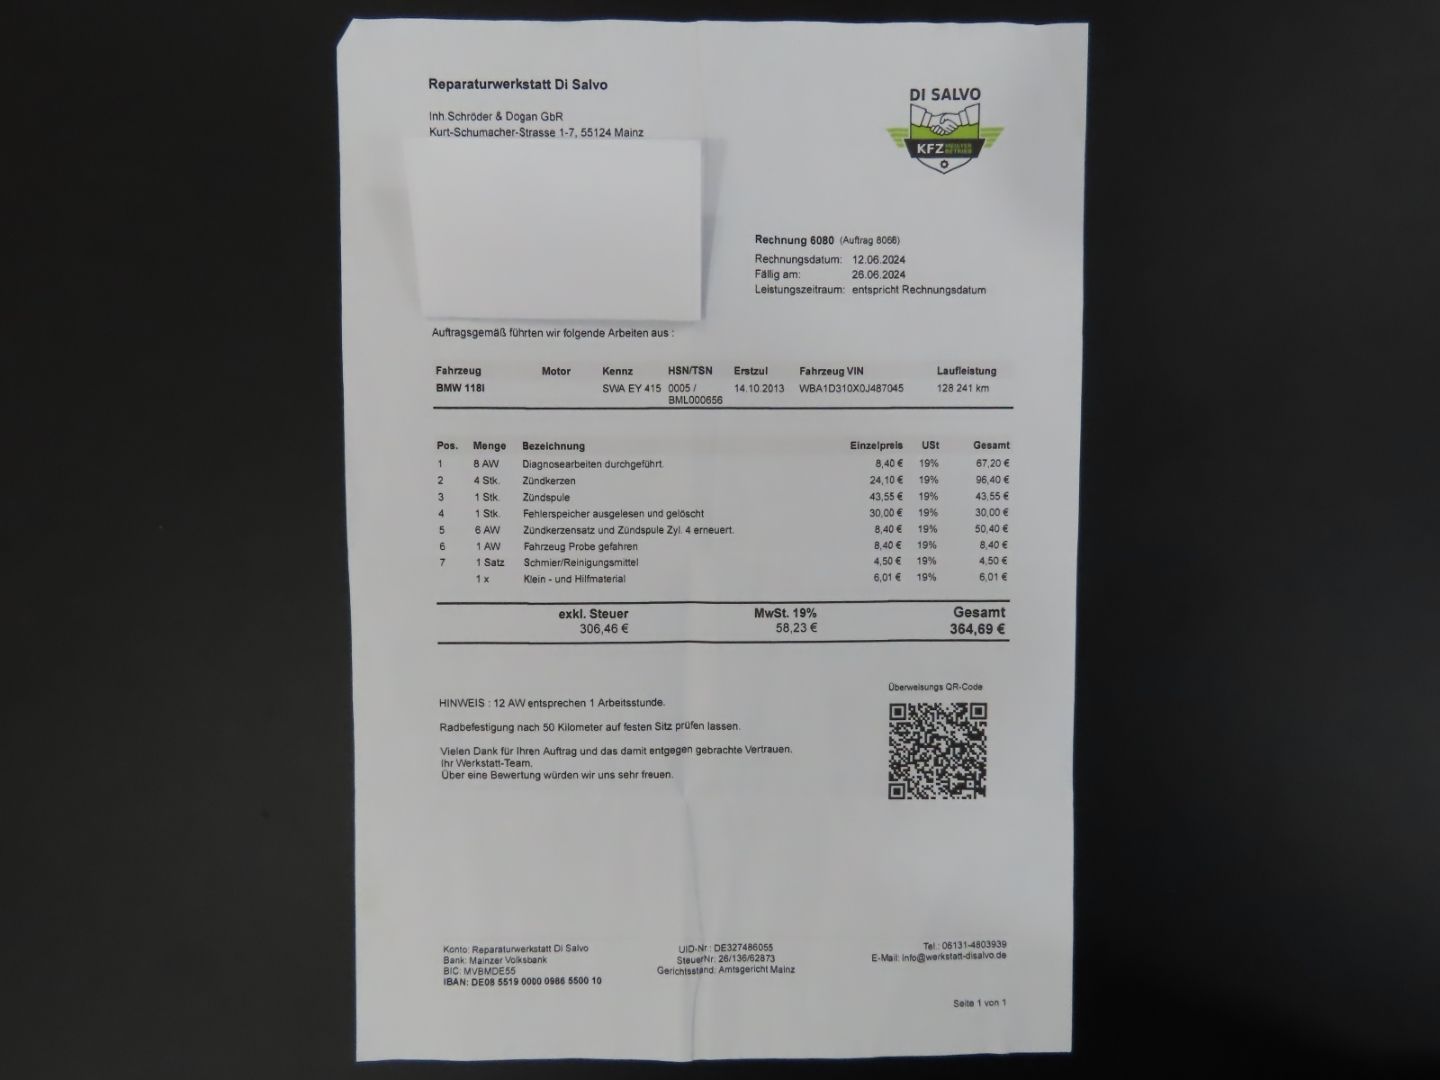 Reparaturwerkstatt Di Salvo
Inh.Schröder & Dogan GbR
Kurt-Schumacher-Strasse 1-7, 55124 Mainz
DI SALVO
KFZ MEISTER BETRIEB
Rechnung 6080 (Auftrag 8066)
Rechnungsdatum: 12.06.2024
Fällig am: 26.06.2024
Leistungszeitraum: entspricht Rechnungsdatum
Auftragsgemäß führten wir folgende Arbeiten aus :
Fahrzeug Motor Kennz HSN/TSN Erstzul Fahrzeug VIN Laufleistung
BMW 118I SWA EY 415 0005 / 14.10.2013 WBA1D310X0J487045 128 241 km
BML000656
Pos. Menge Bezeichnung Einzelpreis USt Gesamt
1 8 AW Diagnosearbeiten durchgeführt. 8,40 € 19% 67,20 €
2 4 Stk. Zündkerzen 24,10 € 19% 96,40 €
3 1 Stk. Zündspule 43,55 € 19% 43,55 €
4 1 Stk. Fehlerspeicher ausgelesen und gelöscht 30,00 € 19% 30,00 €
5 6 AW Zündkerzensatz und Zündspule Zyl. 4 erneuert. 8,40 € 19% 50,40 €
6 1 AW Fahrzeug Probe gefahren 8,40 € 19% 8,40 €
7 1 Satz Schmier/Reinigungsmittel 4,50 € 19% 4,50 €
1 x Klein - und Hilfmaterial 6,01 € 19% 6,01 €
exkl. Steuer MwSt. 19% Gesamt
306,46 € 58,23 € 364,69 €
Überweisungs QR-Code
HINWEIS : 12 AW entsprechen 1 Arbeitsstunde.
Radbefestigung nach 50 Kilometer auf festen Sitz prüfen lassen.
Vielen Dank für Ihren Auftrag und das damit entgegen gebrachte Vertrauen.
Ihr Werkstatt-Team.
Über eine Bewertung würden wir uns sehr freuen.
Konto: Reparaturwerkstatt Di Salvo UID-Nr.: DE327486055 Tel.: 06131-4803939
Bank: Mainzer Volksbank SteuerNr: 26/136/62873 E-Mail: info@werkstatt-disalvo.de
BIC: MVBMDE55 Gerichtsstand: Amtsgericht Mainz
IBAN: DE08 5519 0000 0986 5500 10
Seite 1 von 1